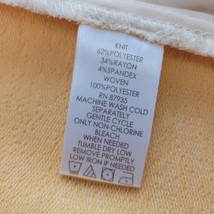 KNIT
62%POLYESTER
34%RAYON
4%SPANDEX
WOVEN
100%POLYESTER
RN 87935
MACHINE WASH COLD
SEPARATELY
GENTLE CYCLE
ONLY NON-CHLORINE
BLEACH
WHEN NEEDED
TUMBLE DRY LOW
REMOVE PROMPTLY
LOW IRON IF NEEDED